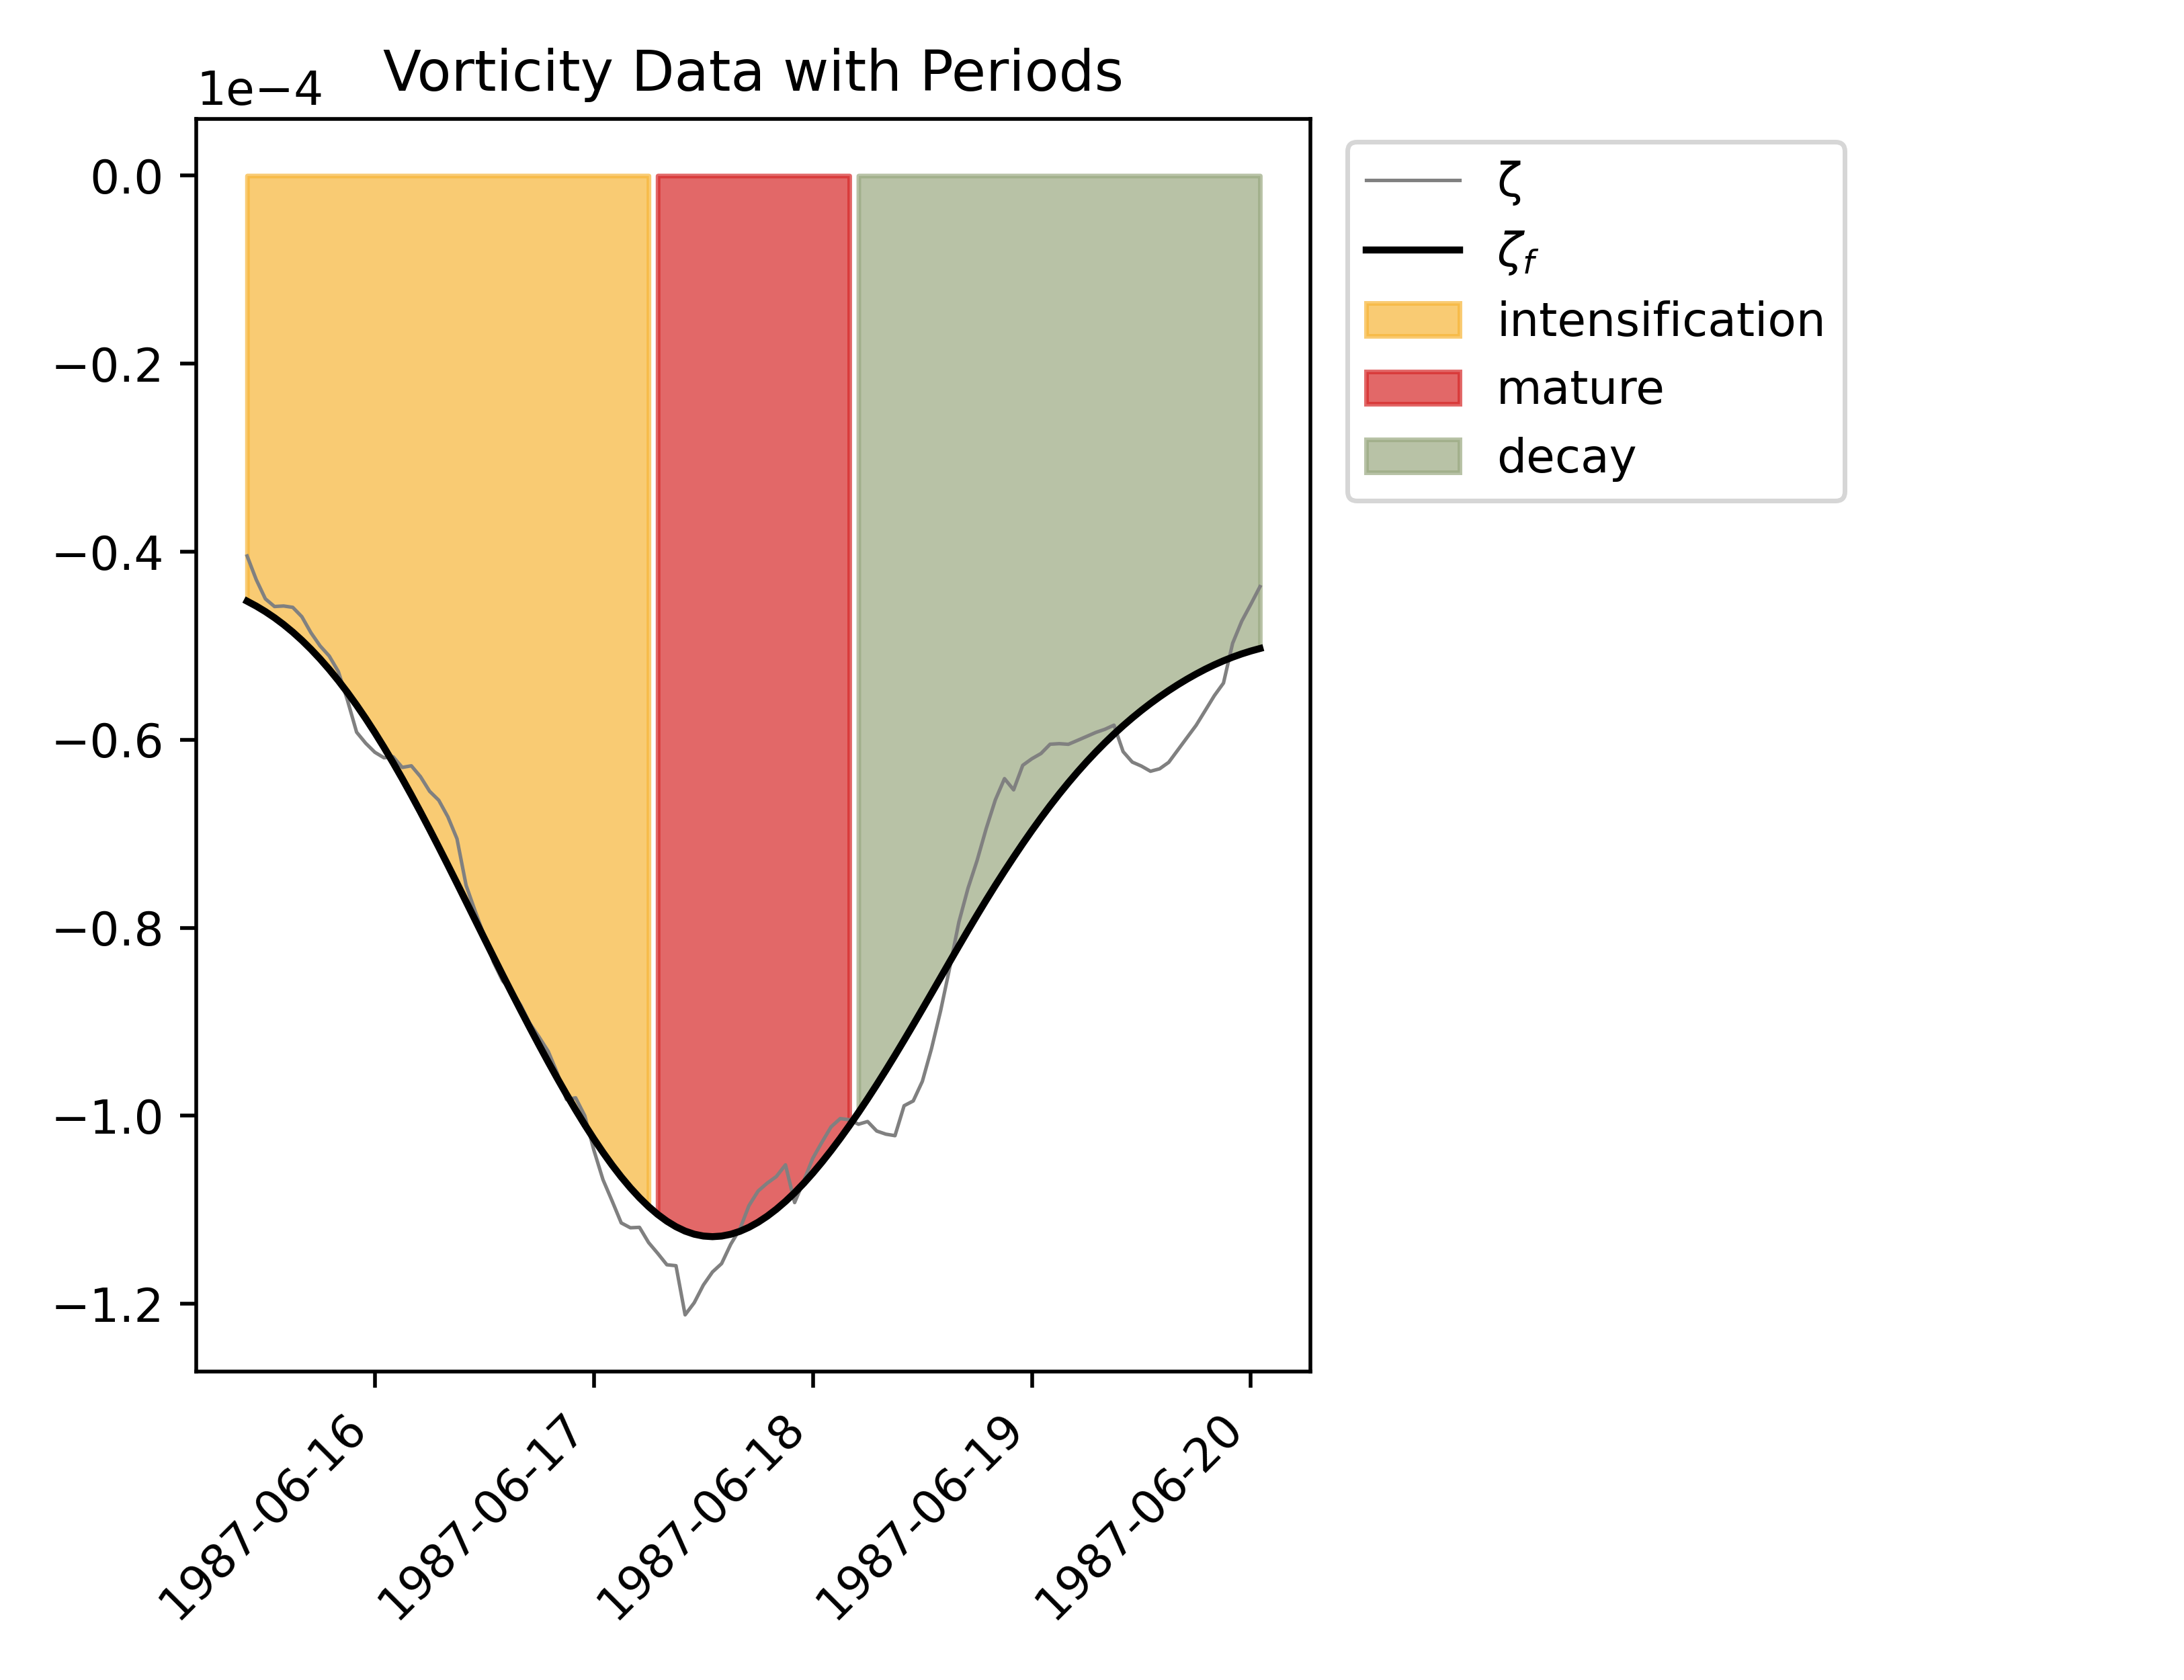 Vorticity Data with Periods
1e−4
0.0
−0.2
−0.4
−0.6
−0.8
−1.0
−1.2
1987-06-16
1987-06-17
1987-06-18
1987-06-19
1987-06-20
ζ
ζf
intensification
mature
decay